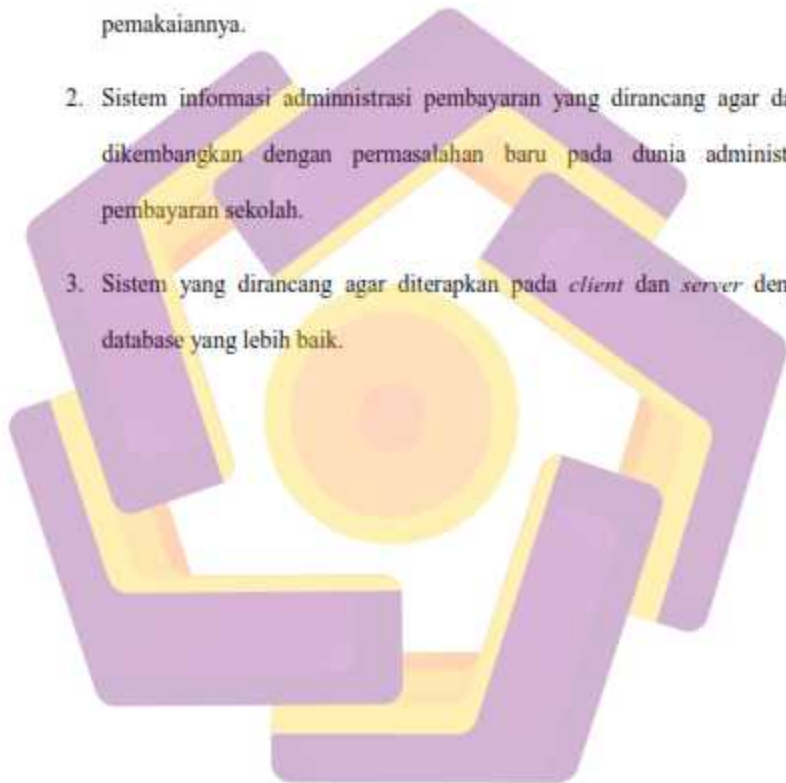 pemakaiannya.
2. Sistem informasi adminnistrasi pembayaran yang dirancang agar da
dikembangkan dengan permasalahan baru pada dunia administ
pembayaran sekolah.
3. Sistem yang dirancang agar diterapkan pada client dan server den
database yang lebih baik.